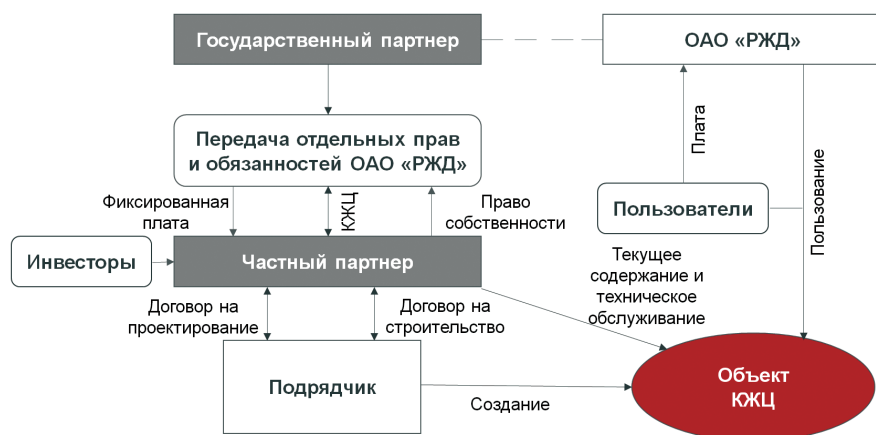 Государственный партнер
ОАО «РЖД»
Передача отдельных прав
и обязанностей ОАО «РЖД»
Плата
Пользование
Фиксированная
плата
КЖЦ
Право
собственности
Пользователи
Инвесторы
Частный партнер
Текущее
содержание и
техническое
обслуживание
Договор на
проектирование
Договор на
строительство
Подрядчик
Создание
Объект
КЖЦ